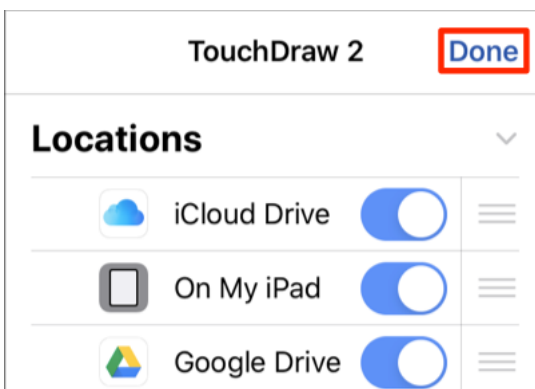 TouchDraw 2 Done
Locations
iCloud Drive
On My iPad
Google Drive